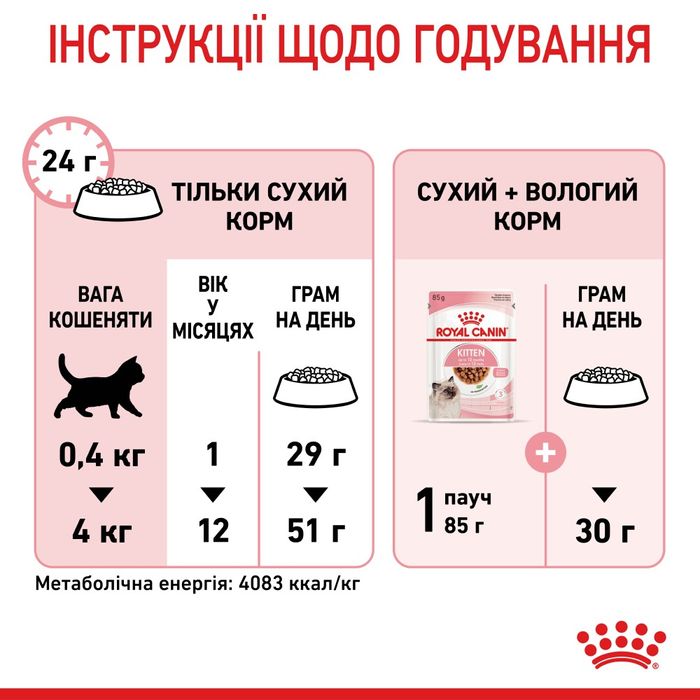 ІНСТРУКЦІЇ ЩОДО ГОДУВАННЯ
24 г
ТІЛЬКИ СУХИЙ
КОРМ
ВАГА
КОШЕНЯТИ
ВІК
У
МІСЯЦЯХ
ГРАМ
НА ДЕНЬ
0,4 кг
1
29 г
4 кг
12
51 г
СУХИЙ + ВОЛОГИЙ
КОРМ
85g
ROYAL CANIN
KITTEN
ГРАМ
НА ДЕНЬ
+
1 пауч
85 г
30 г
Метаболічна енергія: 4083 ккал/кг